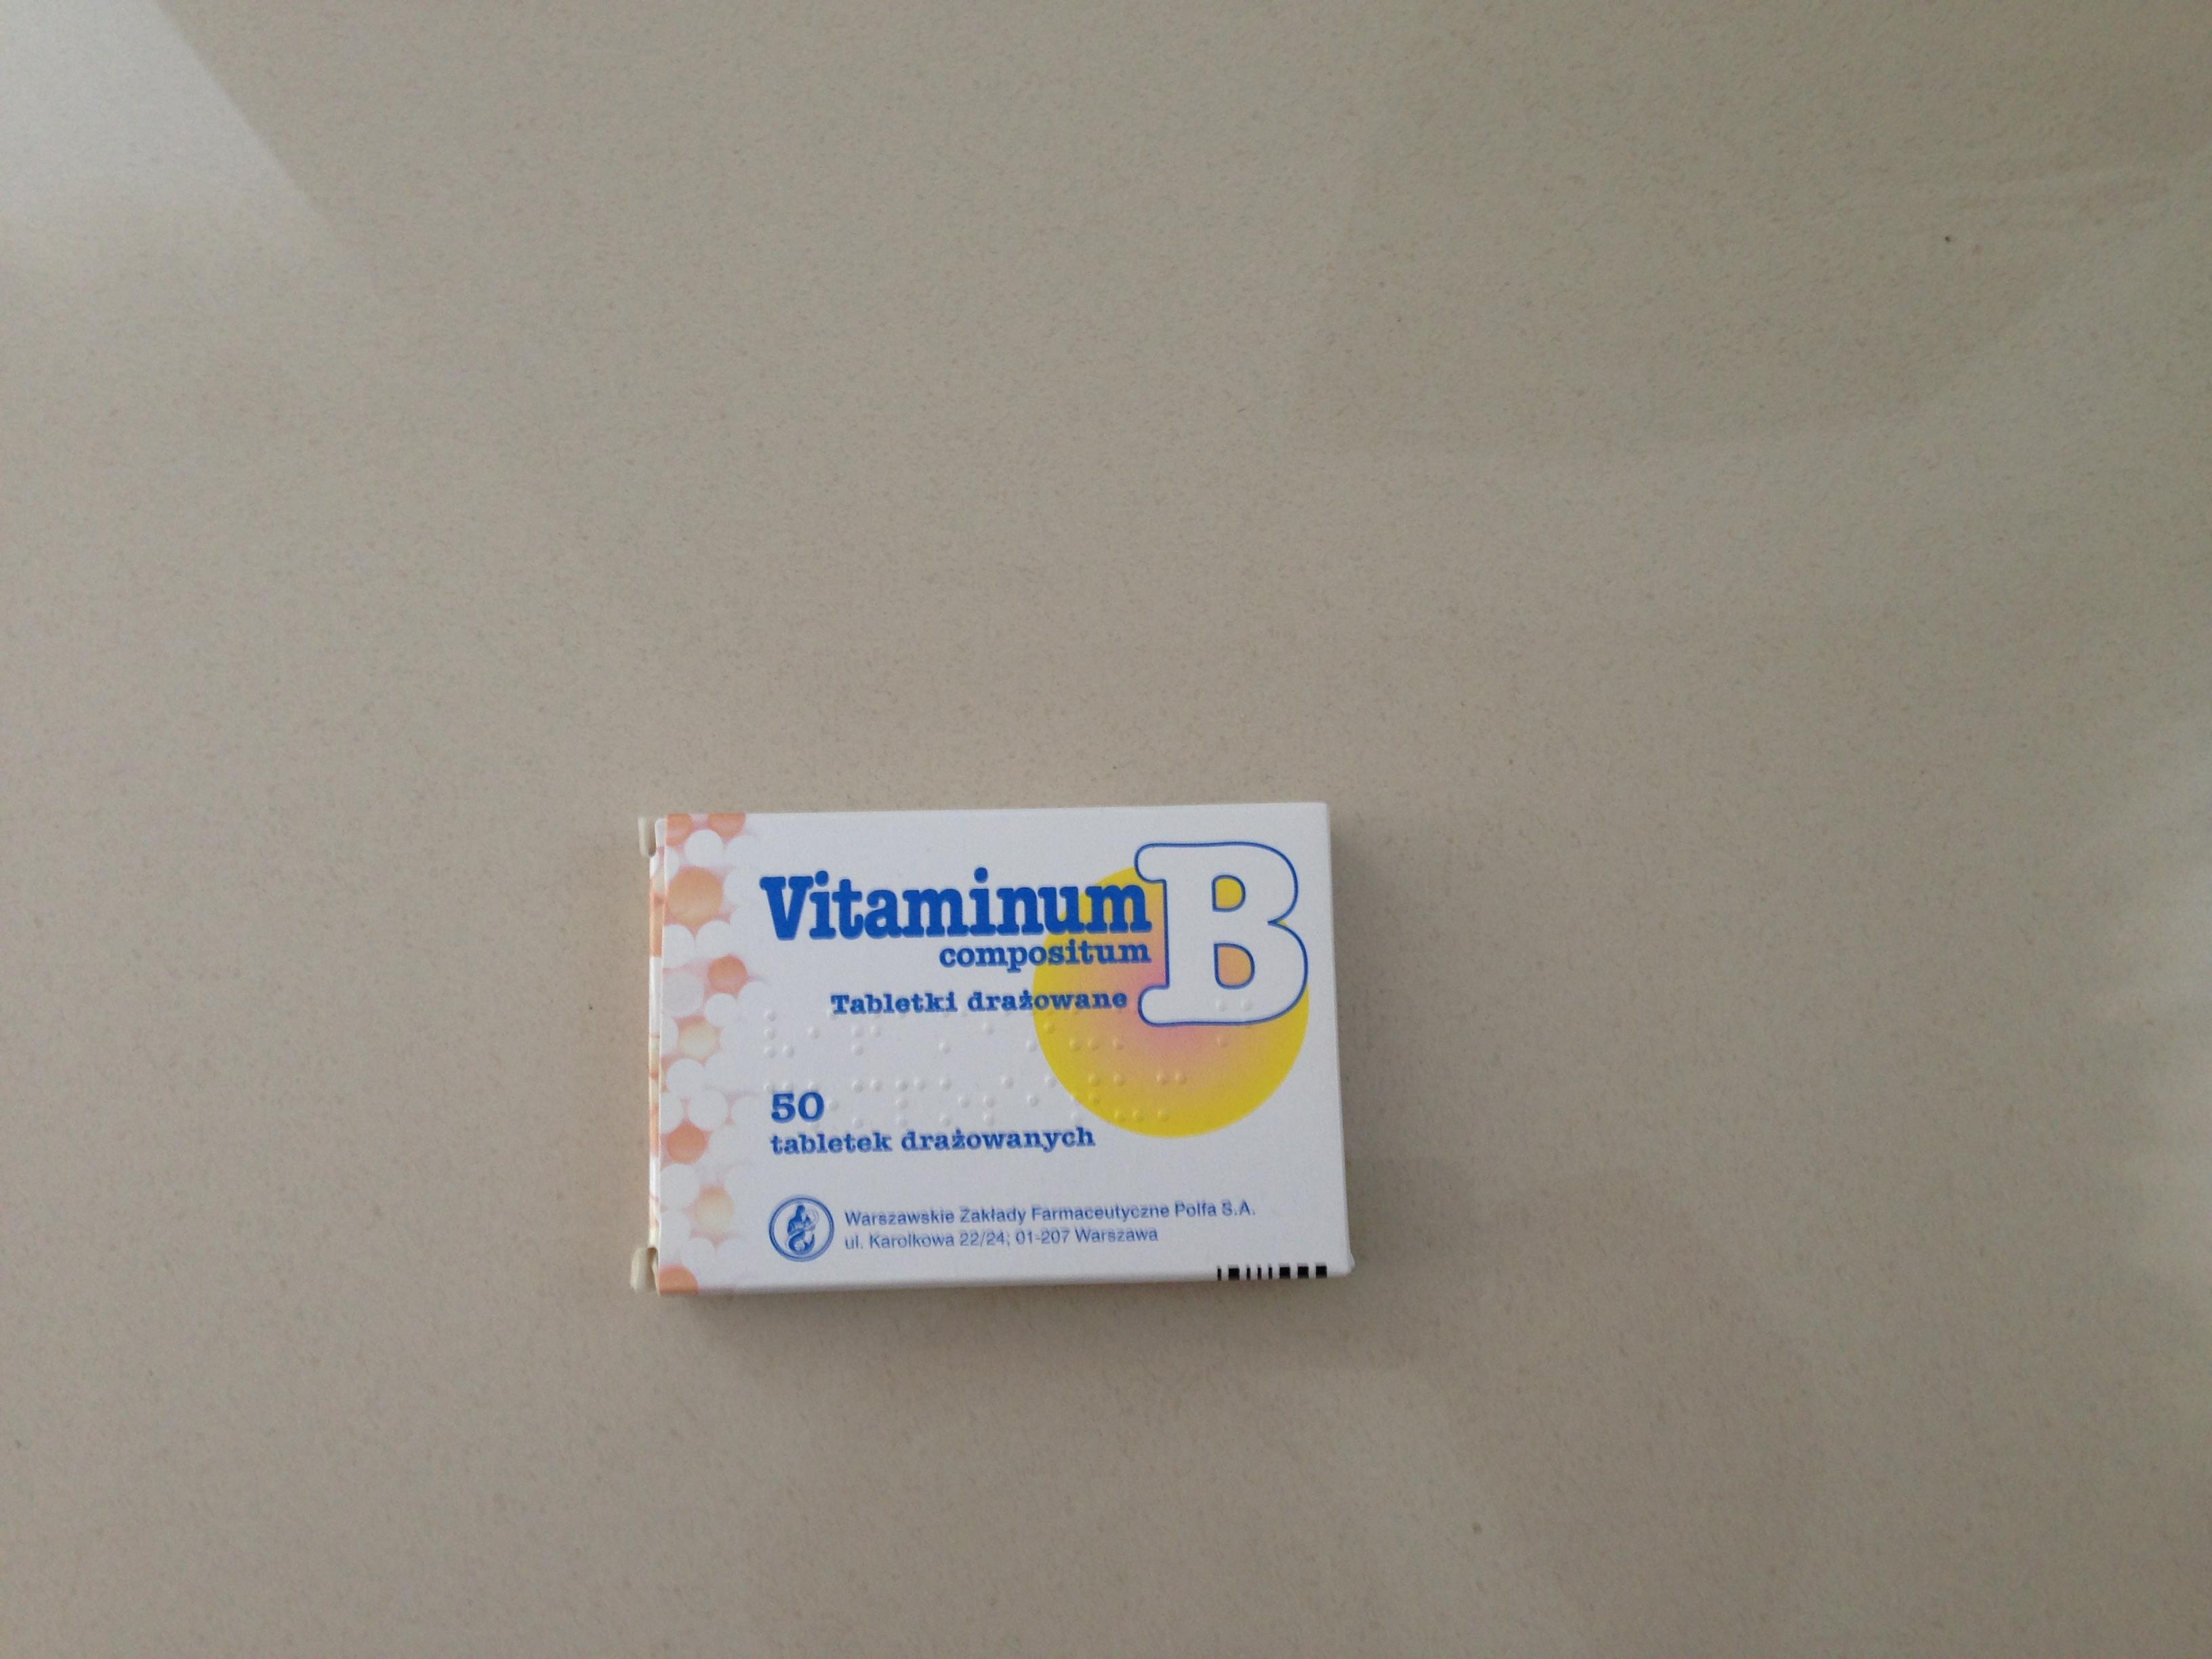 Vitaminum B
compositum
Tabletki drażowane
50
tabletek drażowanych
Warszawskie Zakłady Farmaceutyczne Polfa S.A.
ul. Karolkowa 22/24; 01-207 Warszawa